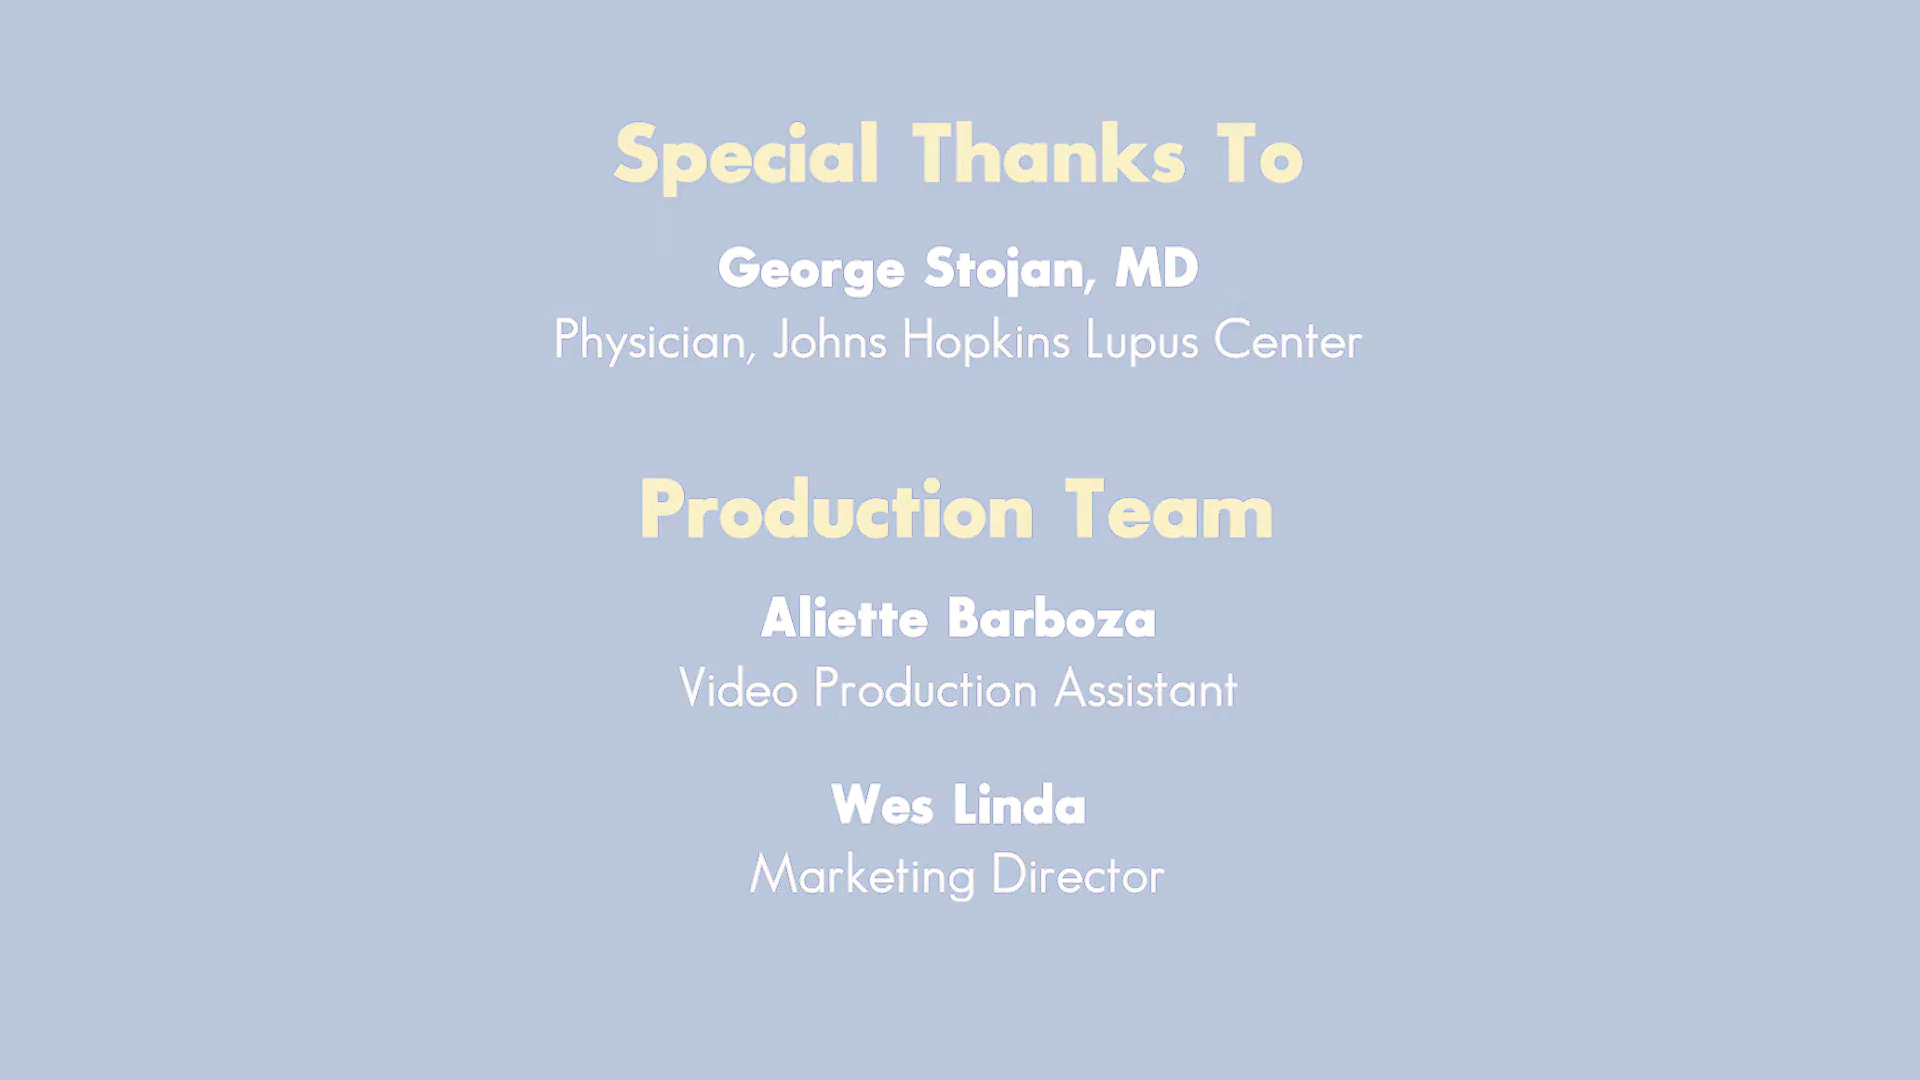 Special Thanks To
George Stojan, MD
Physician, Johns Hopkins Lupus Center
Production Team
Aliette Barboza
Video Production Assistant
Wes Linda
Marketing Director